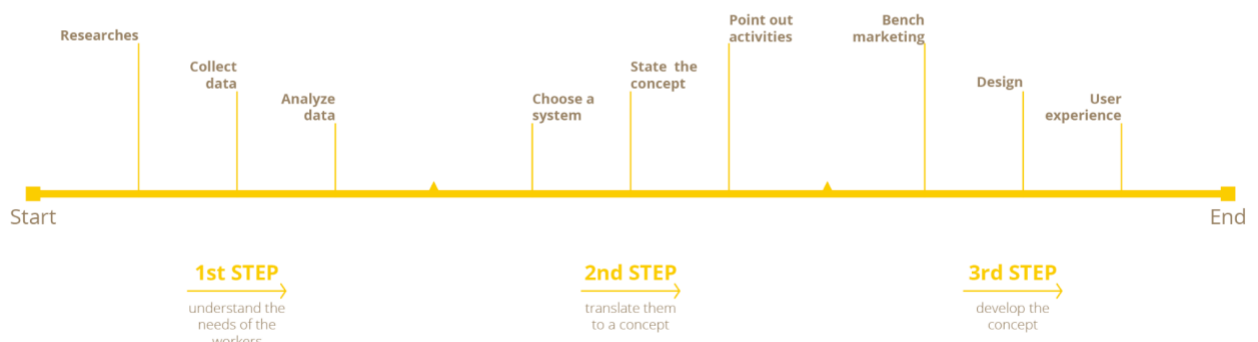 Researches
Collect
data
Analyze
data
Choose a
system
State the
concept
Point out
activities
Bench
marketing
Design
User
experience
Start
End
1st STEP
understand the
needs of the
workers
2nd STEP
translate them
to a concept
3rd STEP
develop the
concept